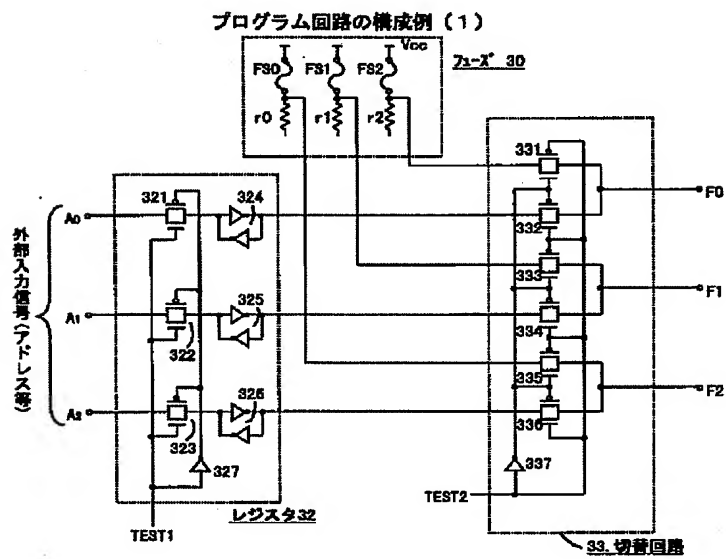 プログラム回路の構成例(1)
Vcc
FS0
FS1
FS2
フューズ 30
r0
r1
r2
331
321
324
A0
F0
332
333
外部入力信号(アドレス等)
325
A1
F1
322
334
335
326
A2
F2
323
336
327
337
TEST2
TEST1
レジスタ32
33.切替回路